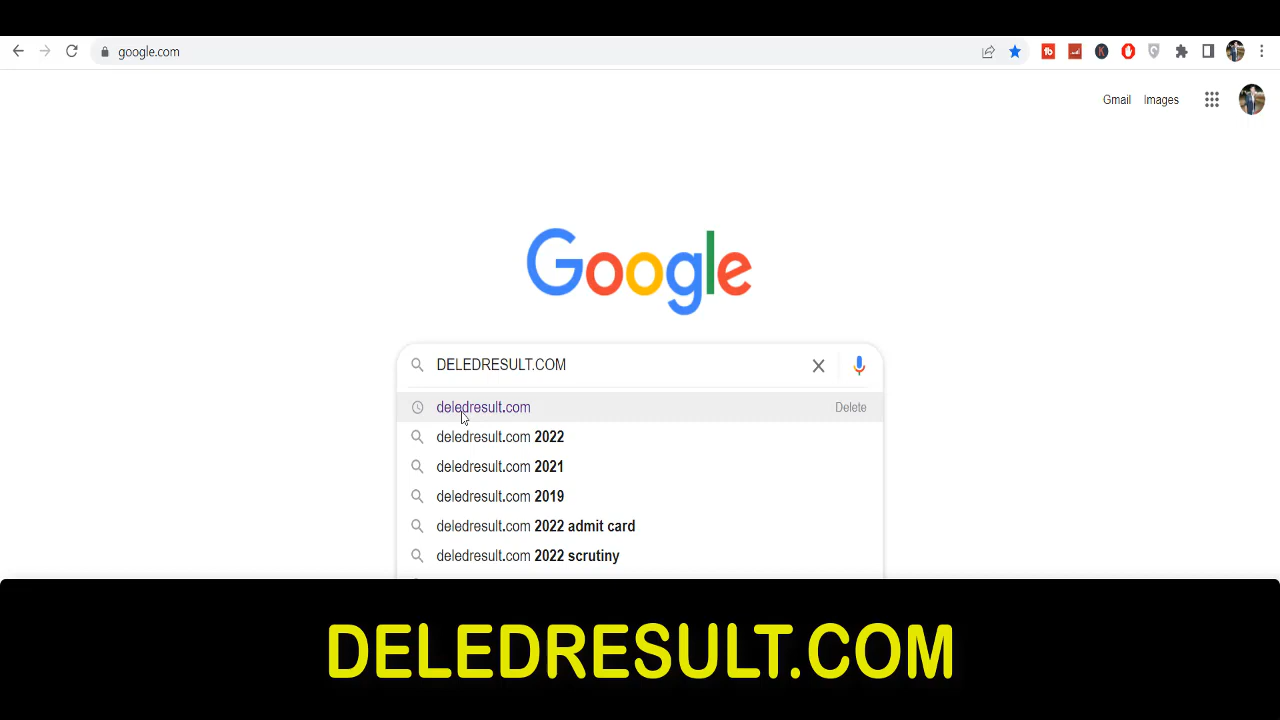 google.com
Gmail Images
Google
DELEDRESULT.COM
deledresult.com Delete
deledresult.com 2022
deledresult.com 2021
deledresult.com 2019
deledresult.com 2022 admit card
deledresult.com 2022 scrutiny
DELEDRESULT.COM